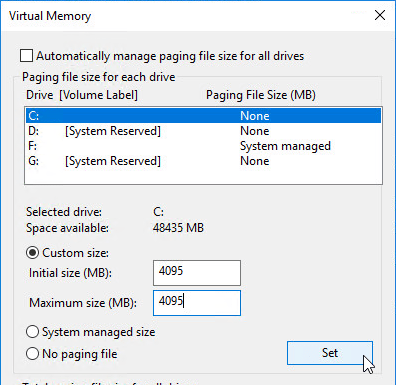 Virtual Memory
Automatically manage paging file size for all drives
Paging file size for each drive
Drive [Volume Label] Paging File Size (MB)
C: None
D: [System Reserved] None
F: System managed
G: [System Reserved] None
Selected drive: C:
Space available: 48435 MB
Custom size:
Initial size (MB): 4095
Maximum size (MB): 4095
System managed size
No paging file Set